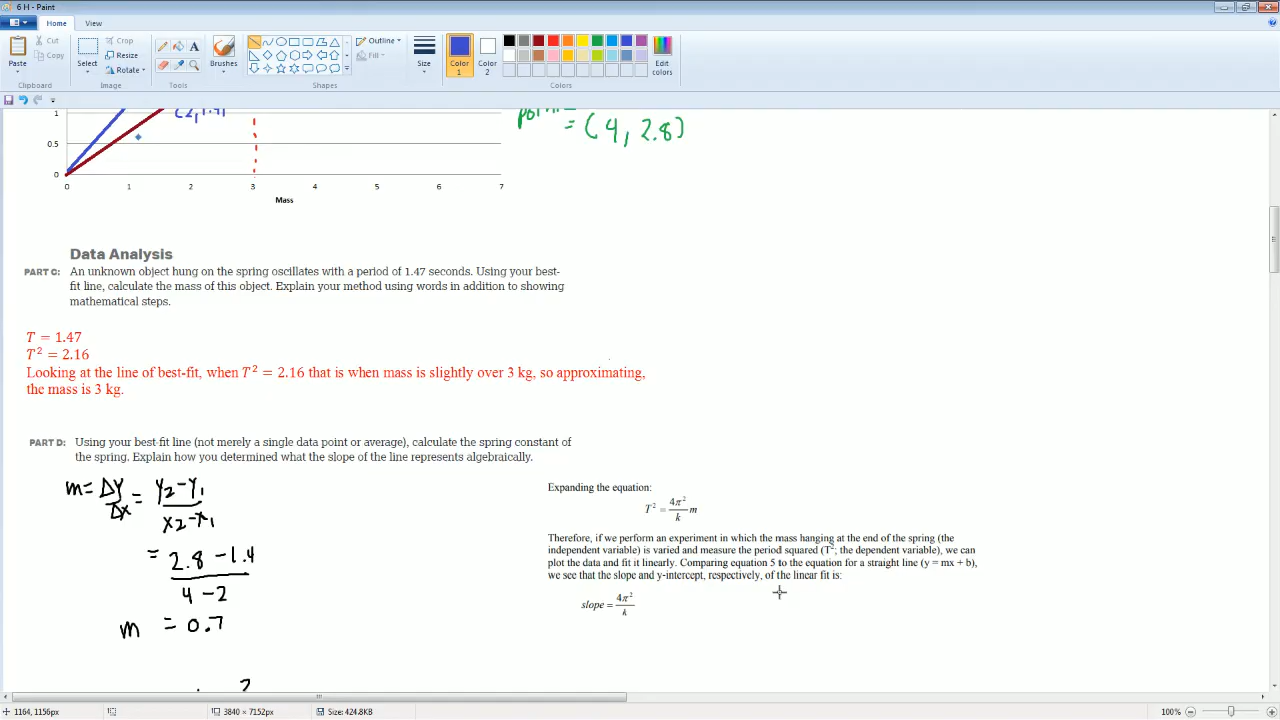 6 H - Paint
Home View
Paste Cut Copy Clipboard
Select Crop Resize Rotate Image
Tools
Brushes
Shapes Outline Fill
Size
Color 1 Color 2 Edit colors Colors
1 (2,1.4)
0.5
0
0 1 2 3 4 5 6 7
Mass
= (4, 2.8)
Data Analysis
PART C: An unknown object hung on the spring oscillates with a period of 1.47 seconds. Using your best-
fit line, calculate the mass of this object. Explain your method using words in addition to showing
mathematical steps.
T = 1.47
T² = 2.16
Looking at the line of best-fit, when T² = 2.16 that is when mass is slightly over 3 kg, so approximating,
the mass is 3 kg.
PART D: Using your best-fit line (not merely a single data point or average), calculate the spring constant of
the spring. Explain how you determined what the slope of the line represents algebraically.
m = Δy/Δx = y2-y1/x2-x1
= 2.8-1.4/4-2
m = 0.7
2
Expanding the equation:
T² = 4π²/k m
Therefore, if we perform an experiment in which the mass hanging at the end of the spring (the
independent variable) is varied and measure the period squared (T²; the dependent variable), we can
plot the data and fit it linearly. Comparing equation 5 to the equation for a straight line (y = mx + b),
we see that the slope and y-intercept, respectively, of the linear fit is:
slope = 4π²/k
1164, 1156px 3840 × 7152px Size: 424.8KB 100%